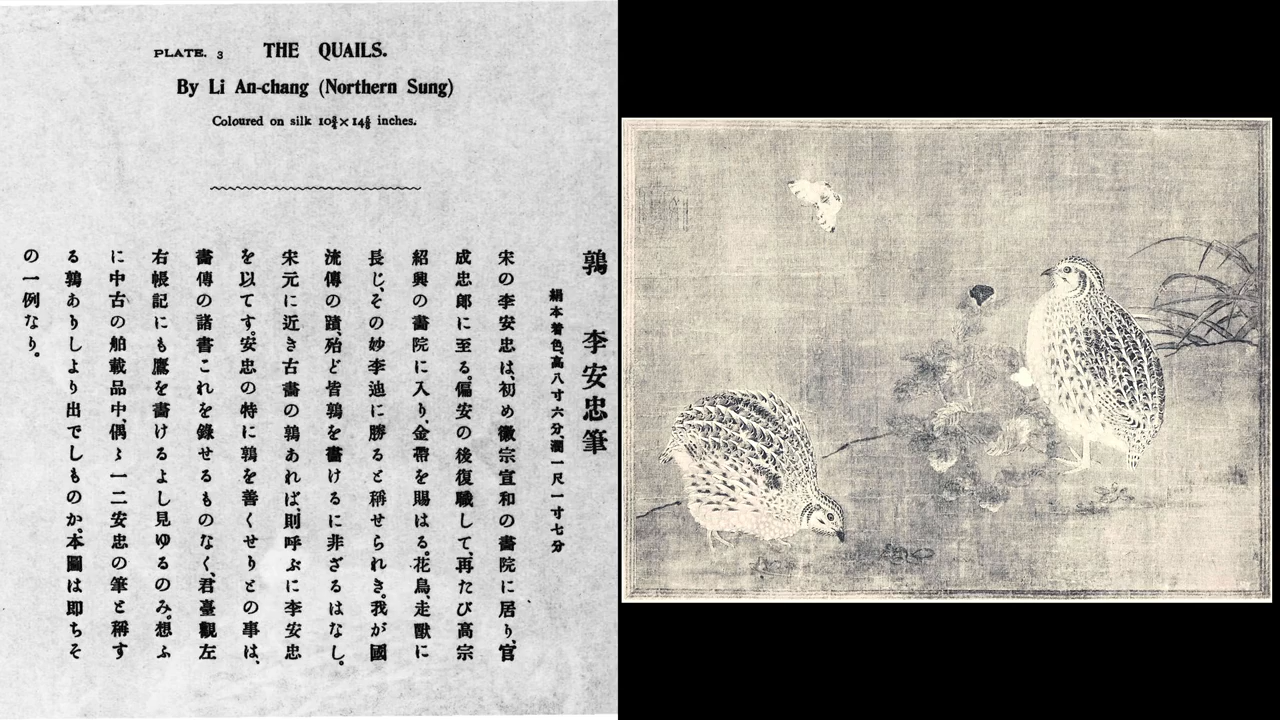 PLATE. 3 THE QUAILS.
By Li An-chang (Northern Sung)
Coloured on silk 10¾ × 14⅝ inches.
鶉 李安忠筆
絹本着色、高八寸六分、濶一尺一寸七分
宋の李安忠は、初め徽宗宣和の畫院に居り、官
成忠郎に至る。偏安の後復職して、再たび高宗
紹興の畫院に入り、金帶を賜はる。花鳥、走獸に
長じ、その妙李迪に勝ると稱せられき。我が國
流傳の蹟、殆ど皆鶉を畫けるに非ざるはなし。
宋元に近き古畫の鶉あれば、則呼ぶに李安忠
を以てす。安忠の特に鶉を善くせりとの事は、
畫傳の諸書これを錄せるものなく、君臺觀左
右帳記にも鷹を畫けるよし見ゆるのみ。想ふ
に中古の舶載品中、偶〻一二安忠の筆と稱す
る鶉ありしより出でしものか。本圖は即ちそ
の一例なり。